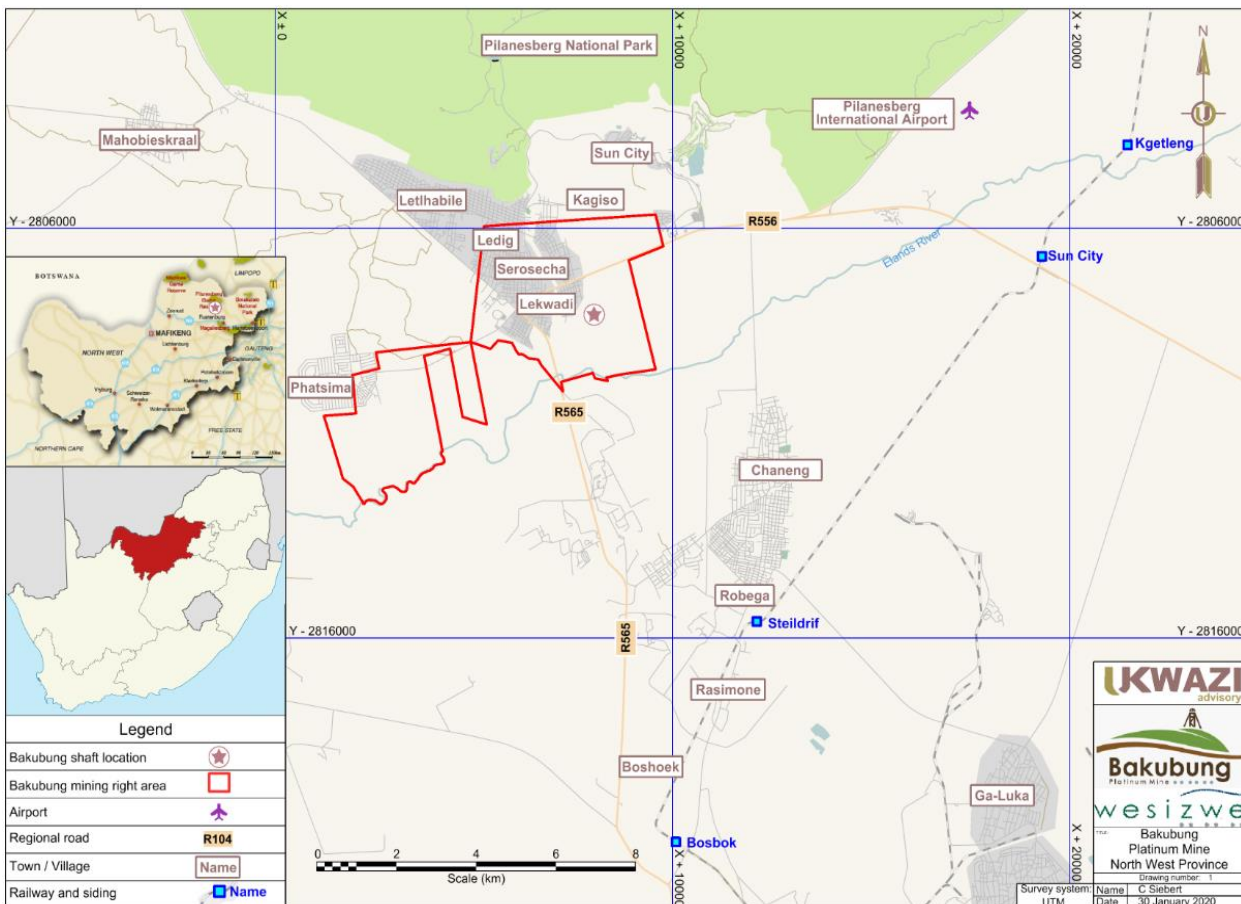 X ± 0
X + 10000
X + 20000
N
Pilanesberg National Park
Pilanesberg
International Airport
Mahobieskraal
Sun City
Kgetleng
Letlhabile
Kagiso
Y - 2806000
R556
Y - 2806000
Elands River
Ledig
Sun City
Serosecha
Lekwadi
Phatsima
R565
Chaneng
Robega
Steildrif
Y - 2816000
R565
Y - 2816000
Rasimone
Boshoek
Ga-Luka
Bosbok
X + 10000
X + 20000
0 2 4 6 8
Scale (km)
BOTSWANA
LIMPOPO
MAFIKENG
NORTH WEST
GAUTENG
FREE STATE
NORTHERN CAPE
Legend
Bakubung shaft location
Bakubung mining right area
Airport
Regional road R104
Town / Village Name
Railway and siding Name
UKWAZI
advisory
Bakubung
Platinum Mine
wesizwe
Bakubung
Platinum Mine
North West Province
Drawing number: 1
Survey system: UTM
Name C Siebert
Date 30 January 2020